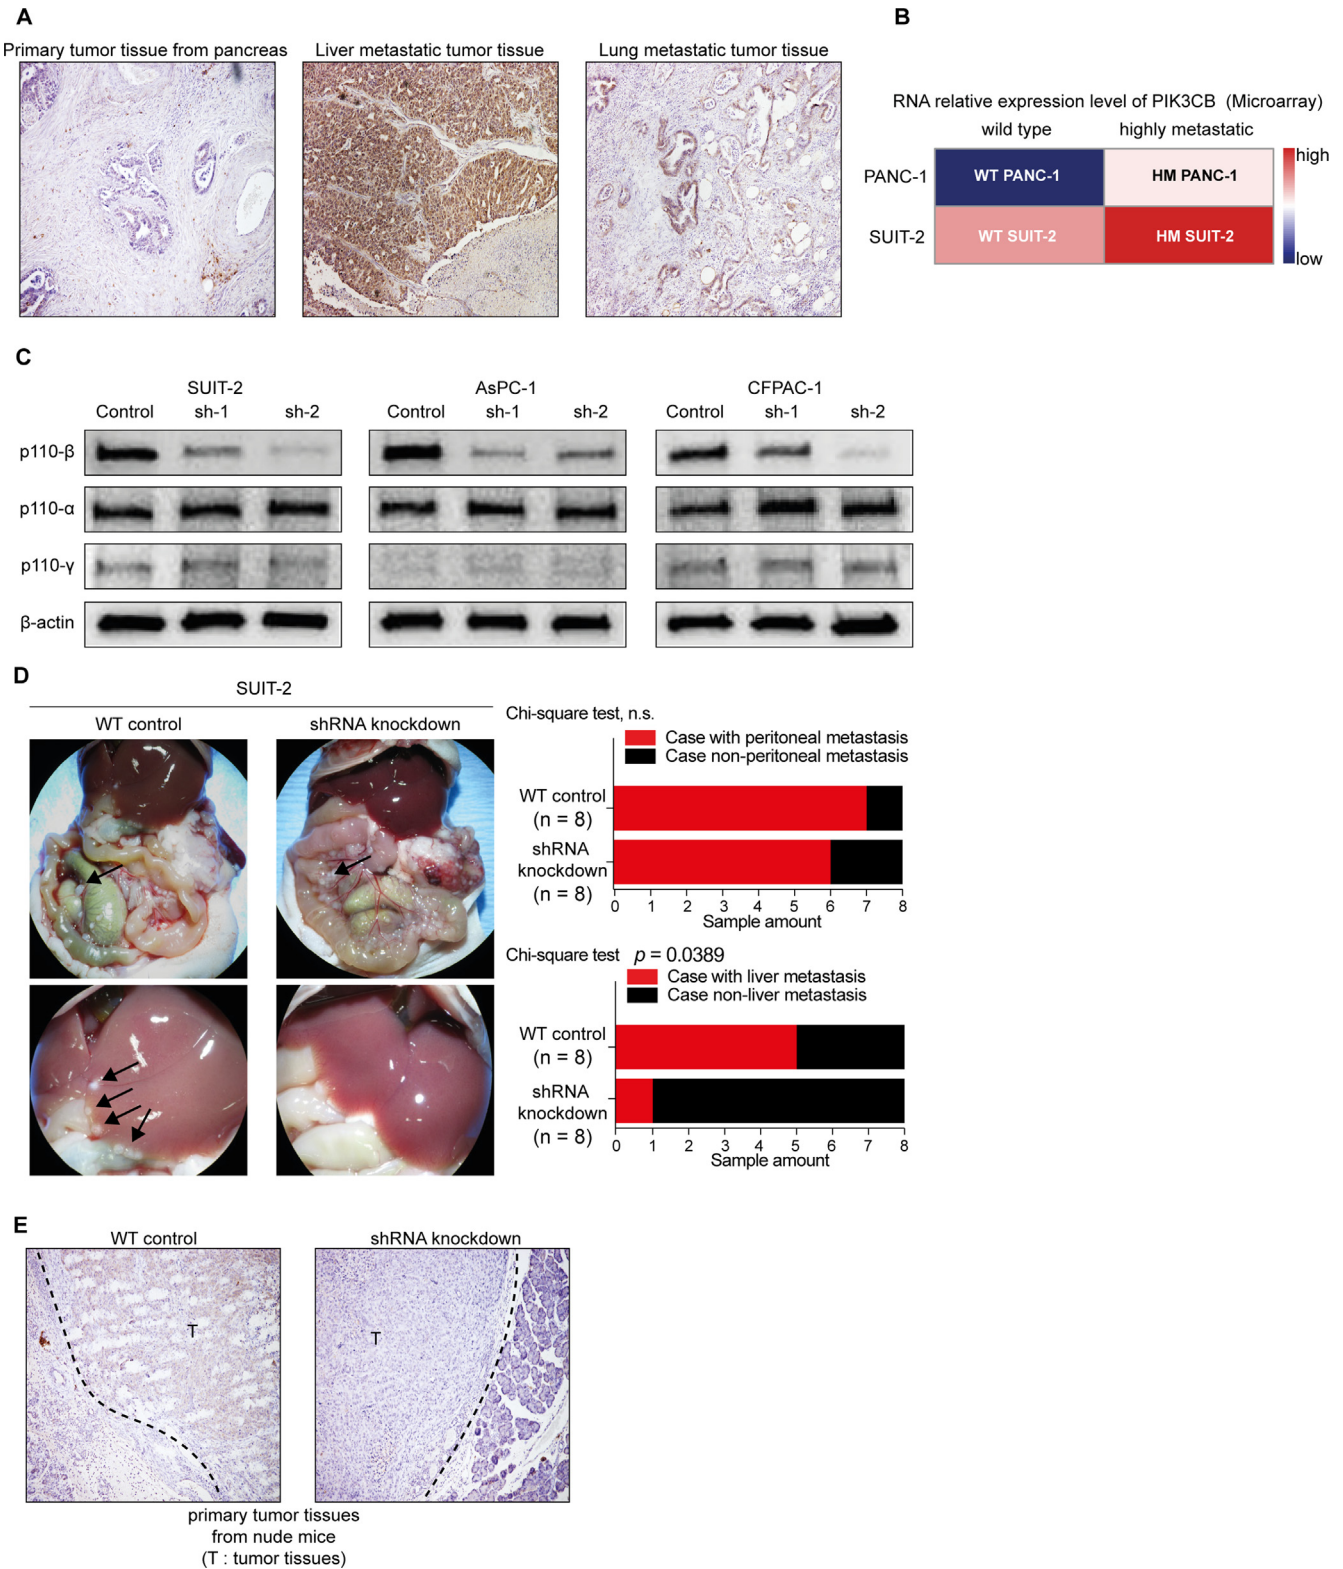 A
Primary tumor tissue from pancreas
Liver metastatic tumor tissue
Lung metastatic tumor tissue
B
RNA relative expression level of PIK3CB (Microarray)
wild type
highly metastatic
PANC-1
WT PANC-1
HM PANC-1
SUIT-2
WT SUIT-2
HM SUIT-2
high
low
C
SUIT-2
AsPC-1
CFPAC-1
Control sh-1 sh-2
Control sh-1 sh-2
Control sh-1 sh-2
p110-β
p110-α
p110-γ
β-actin
D
SUIT-2
WT control
shRNA knockdown
Chi-square test, n.s.
Case with peritoneal metastasis
Case non-peritoneal metastasis
WT control
(n = 8)
shRNA
knockdown
(n = 8)
0 1 2 3 4 5 6 7 8
Sample amount
Chi-square test p = 0.0389
Case with liver metastasis
Case non-liver metastasis
WT control
(n = 8)
shRNA
knockdown
(n = 8)
0 1 2 3 4 5 6 7 8
Sample amount
E
WT control
shRNA knockdown
T
T
primary tumor tissues
from nude mice
(T : tumor tissues)